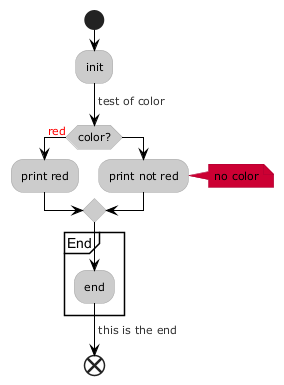 init
test of color
red
color?
print red
print not red
no color
End
end
this is the end